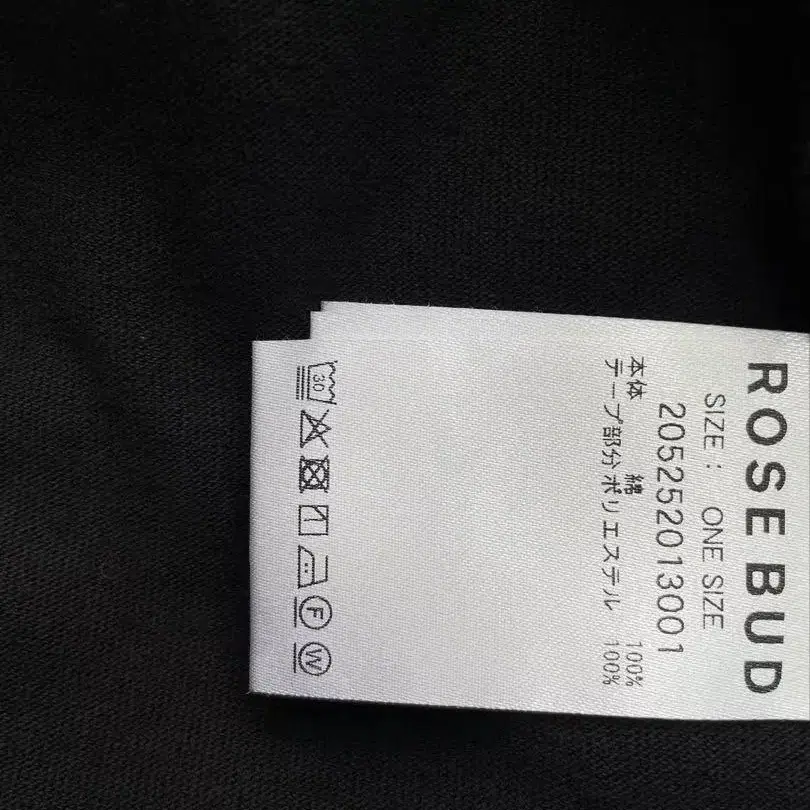 ROSE BUD
SIZE: ONE SIZE
205252013001
本体 綿 100%
テープ部分ポリエステル 100%
30
F
W